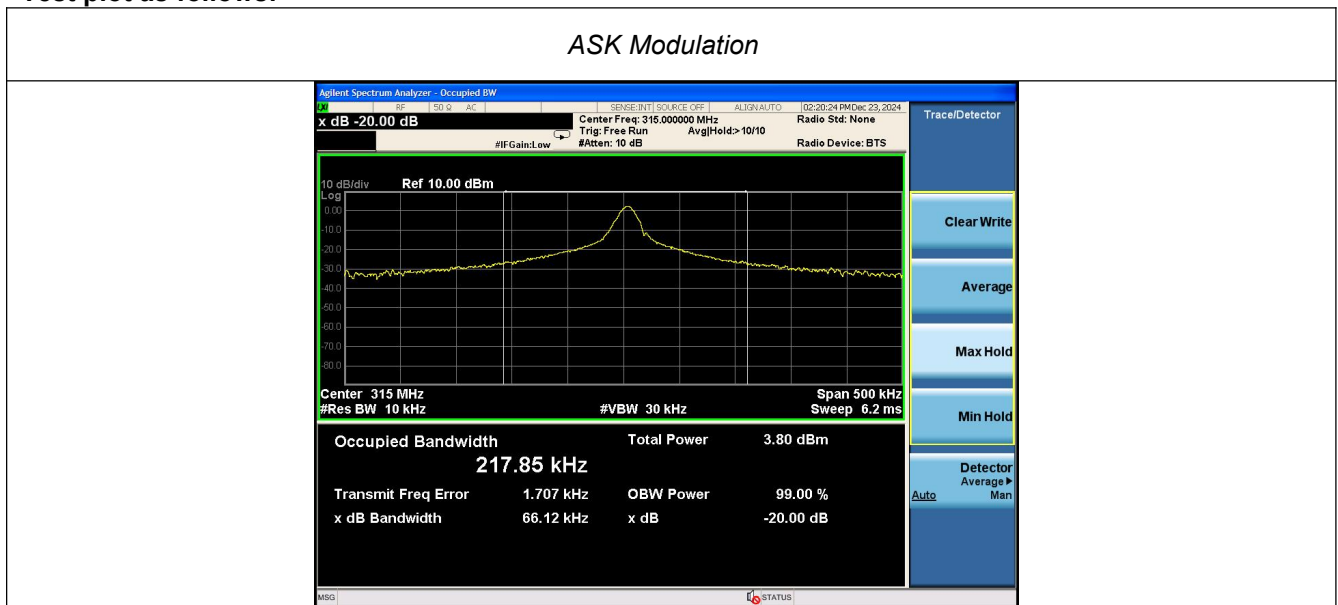 ASK Modulation
Agilent Spectrum Analyzer - Occupied BW
RF 50 Ω AC SENSE:INT SOURCE OFF ALIGN AUTO 02:20:24 PM Dec 23, 2024
x dB -20.00 dB
Center Freq: 315.000000 MHz
Radio Std: None
Trig: Free Run Avg|Hold:> 10/10
#IFGain:Low
#Atten: 10 dB
Radio Device: BTS
10 dB/div Ref 10.00 dBm
Log
0.00
-10.0
-20.0
-30.0
-40.0
-50.0
-60.0
-70.0
-80.0
Center 315 MHz
Span 500 kHz
#Res BW 10 kHz
#VBW 30 kHz
Sweep 6.2 ms
Occupied Bandwidth
Total Power 3.80 dBm
217.85 kHz
Transmit Freq Error 1.707 kHz
OBW Power 99.00 %
x dB Bandwidth 66.12 kHz
x dB -20.00 dB
Trace/Detector
Clear Write
Average
Max Hold
Min Hold
Detector
Average▶
Auto Man
MSG
STATUS